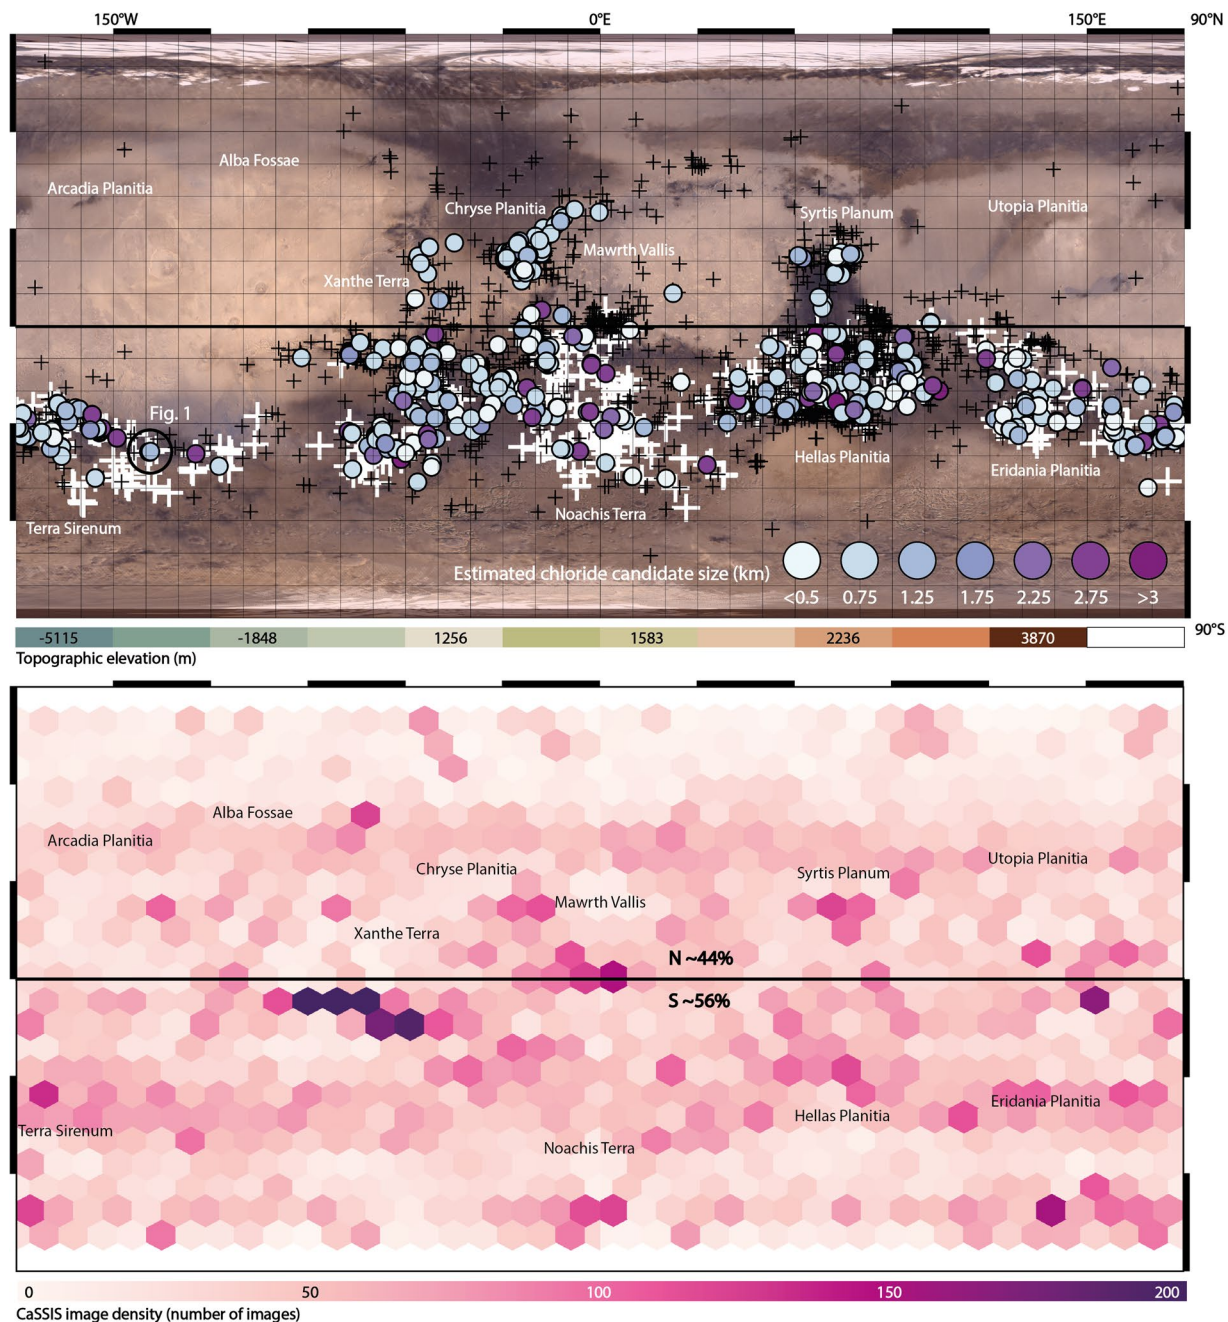 150°W 0°E 150°E 90°N
Alba Fossae
Arcadia Planitia
Chryse Planitia
Syrtis Planum
Utopia Planitia
Mawrth Vallis
Xanthe Terra
Fig. 1
Hellas Planitia
Eridania Planitia
Terra Sirenum
Noachis Terra
Estimated chloride candidate size (km)
<0.5 0.75 1.25 1.75 2.25 2.75 >3
-5115 -1848 1256 1583 2236 3870
90°S
Topographic elevation (m)
Alba Fossae
Arcadia Planitia
Chryse Planitia
Syrtis Planum
Utopia Planitia
Mawrth Vallis
Xanthe Terra
N ~44%
S ~56%
Eridania Planitia
Hellas Planitia
Terra Sirenum
Noachis Terra
0 50 100 150 200
CaSSIS image density (number of images)